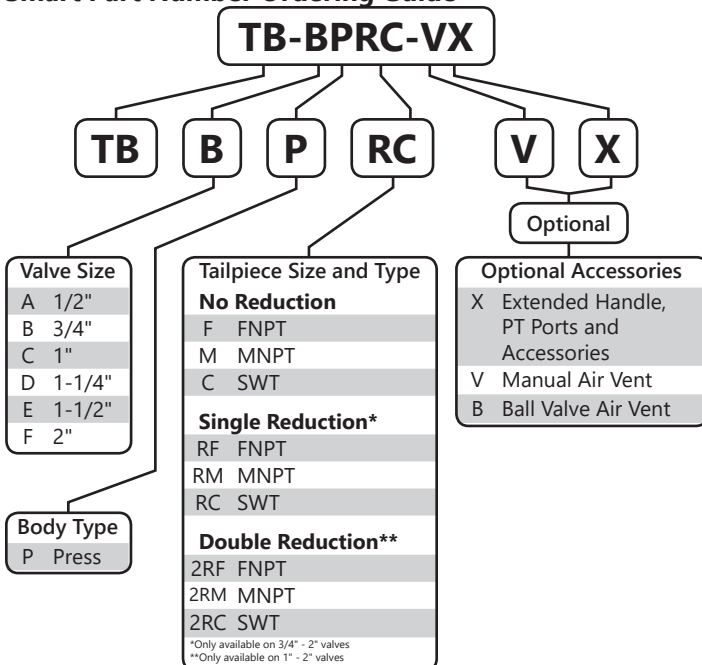 Smart Part Number Ordering Guide
TB-BPRC-VX
TB B P RC V X
Optional
Valve Size
A 1/2"
B 3/4"
C 1"
D 1-1/4"
E 1-1/2"
F 2"
Body Type
P Press
Tailpiece Size and Type
No Reduction
F FNPT
M MNPT
C SWT
Single Reduction*
RF FNPT
RM MNPT
RC SWT
Double Reduction**
2RF FNPT
2RM MNPT
2RC SWT
*Only available on 3/4" - 2" valves
**Only available on 1" - 2" valves
Optional Accessories
X Extended Handle,
PT Ports and
Accessories
V Manual Air Vent
B Ball Valve Air Vent